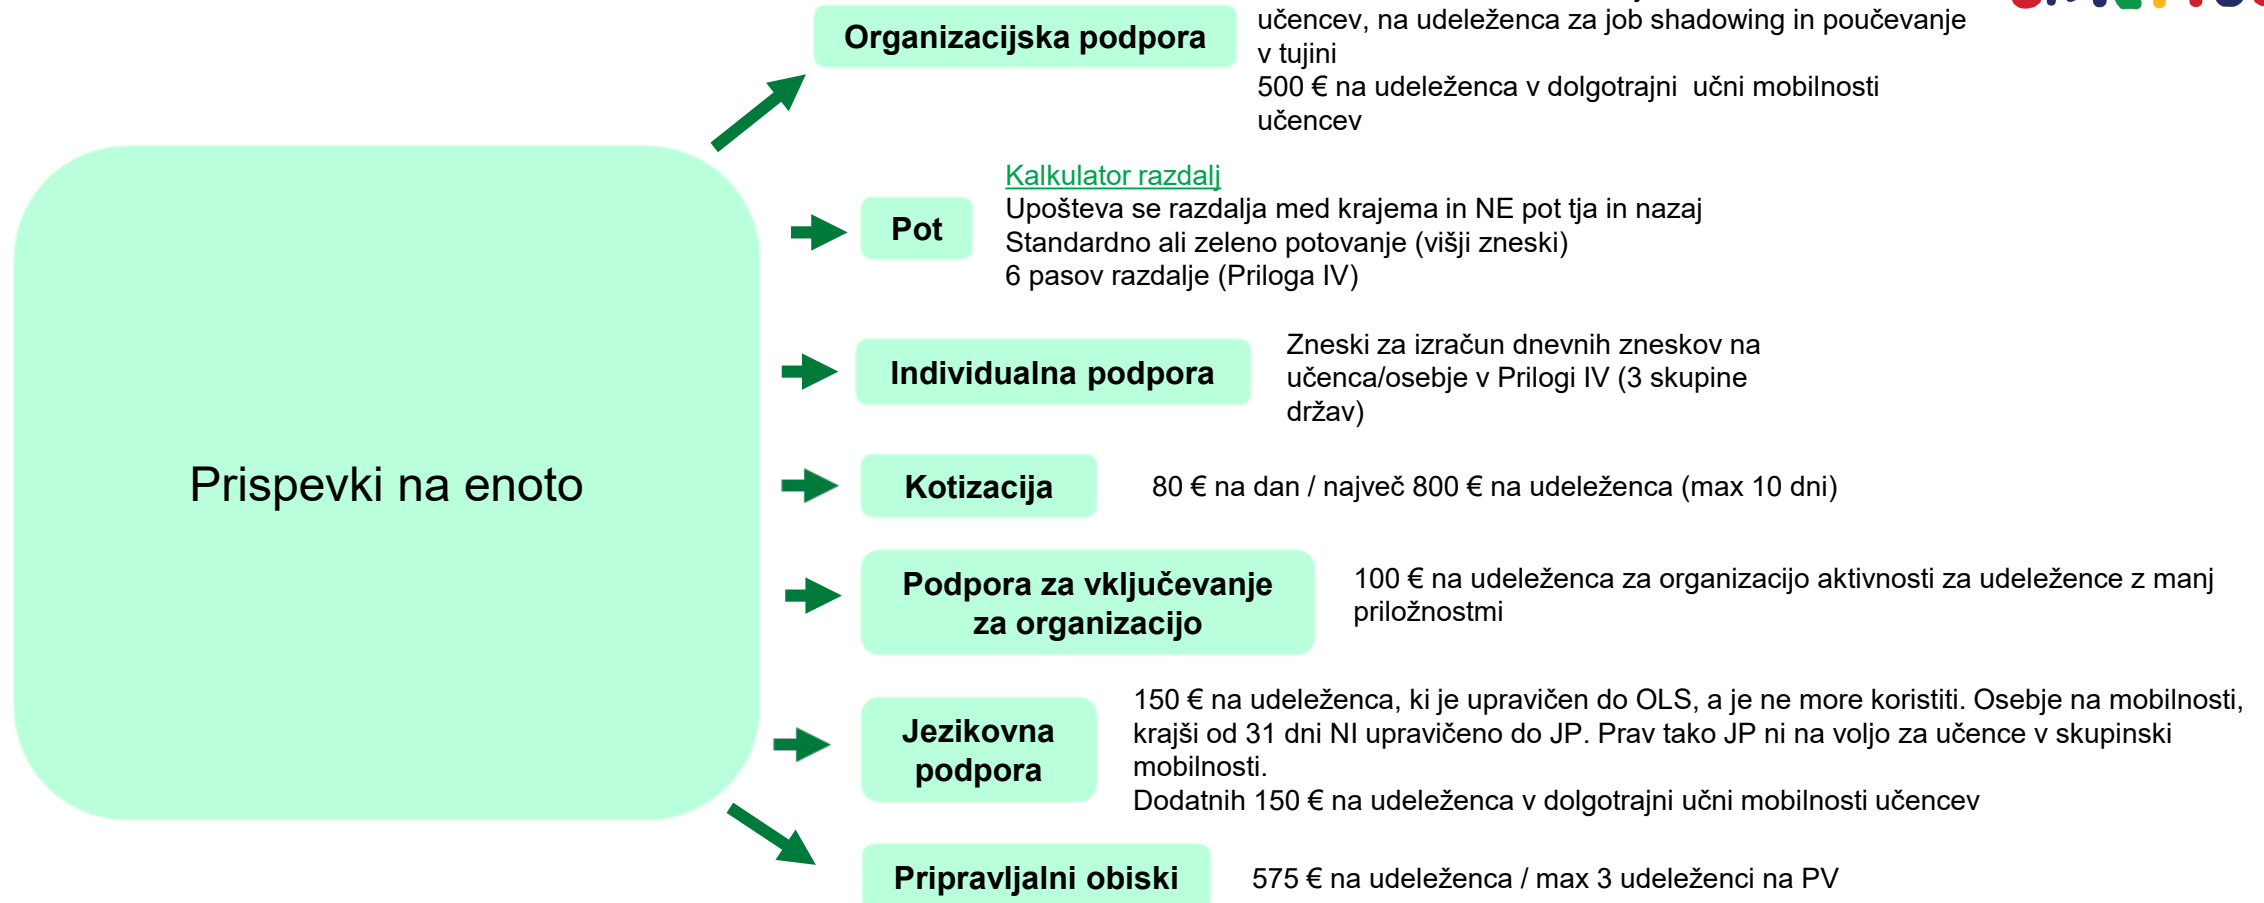 Organizacijska podpora
učencev, na udeleženca za job shadowing in poučevanje
v tujini
500 € na udeleženca v dolgotrajni učni mobilnosti
učencev
Kalkulator razdalj
Pot
Upošteva se razdalja med krajema in NE pot tja in nazaj
Standardno ali zeleno potovanje (višji zneski)
6 pasov razdalje (Priloga IV)
Individualna podpora
Zneski za izračun dnevnih zneskov na
učenca/osebje v Prilogi IV (3 skupine
držav)
Prispevki na enoto
Kotizacija
80 € na dan / največ 800 € na udeleženca (max 10 dni)
Podpora za vključevanje
za organizacijo
100 € na udeleženca za organizacijo aktivnosti za udeležence z manj
priložnostmi
Jezikovna
podpora
150 € na udeleženca, ki je upravičen do OLS, a je ne more koristiti. Osebje na mobilnosti,
krajši od 31 dni NI upravičeno do JP. Prav tako JP ni na voljo za učence v skupinski
mobilnosti.
Dodatnih 150 € na udeleženca v dolgotrajni učni mobilnosti učencev
Pripravljalni obiski
575 € na udeleženca / max 3 udeleženci na PV